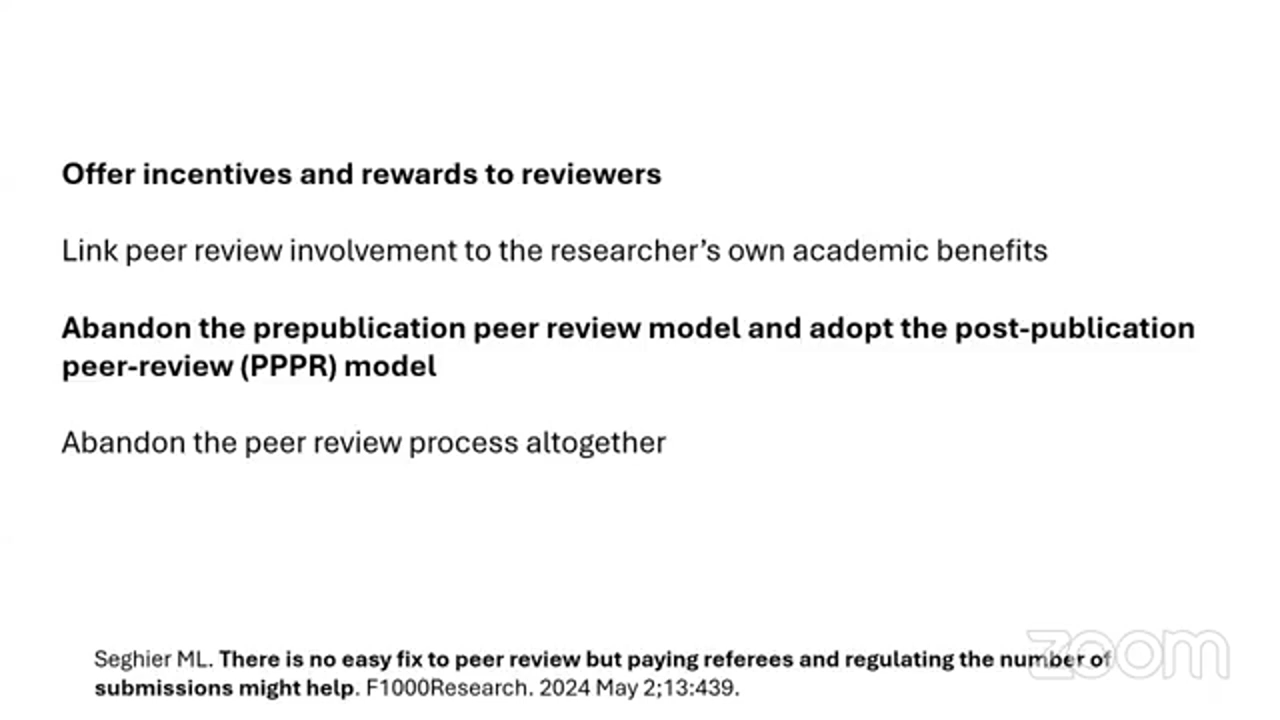 Offer incentives and rewards to reviewers
Link peer review involvement to the researcher’s own academic benefits
Abandon the prepublication peer review model and adopt the post-publication
peer-review (PPPR) model
Abandon the peer review process altogether
Seghier ML. There is no easy fix to peer review but paying referees and regulating the number of
submissions might help. F1000Research. 2024 May 2;13:439.
zoom